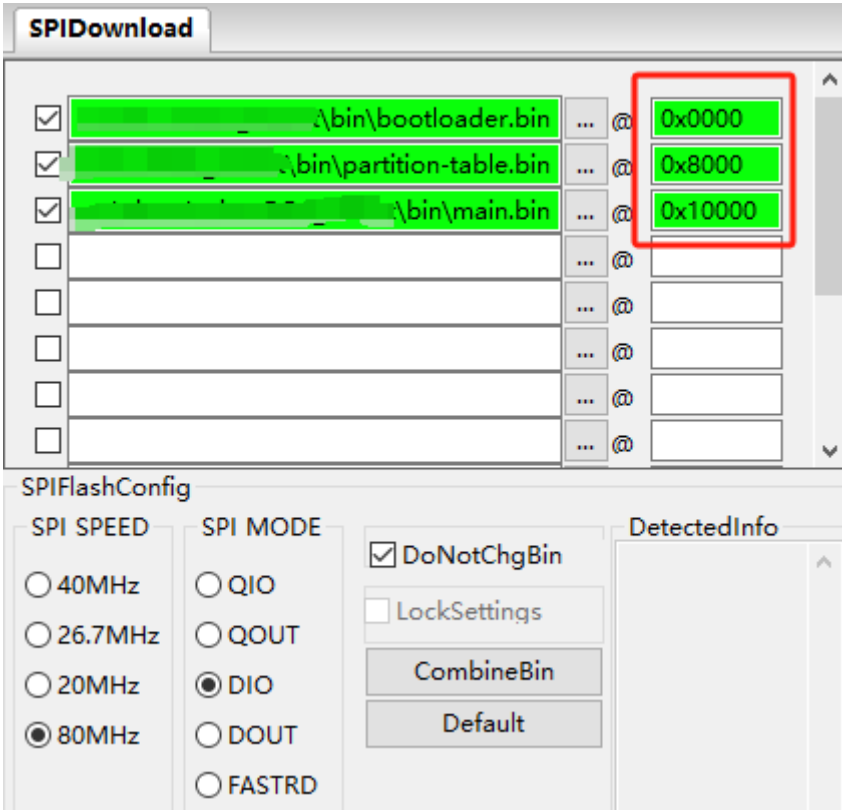 SPIDownload
\bin\bootloader.bin ... @ 0x0000
\bin\partition-table.bin ... @ 0x8000
\bin\main.bin ... @ 0x10000
... @
... @
... @
... @
... @
SPIFlashConfig
SPI SPEED
40MHz
26.7MHz
20MHz
80MHz
SPI MODE
QIO
QOUT
DIO
DOUT
FASTRD
DoNotChgBin
LockSettings
CombineBin
Default
DetectedInfo